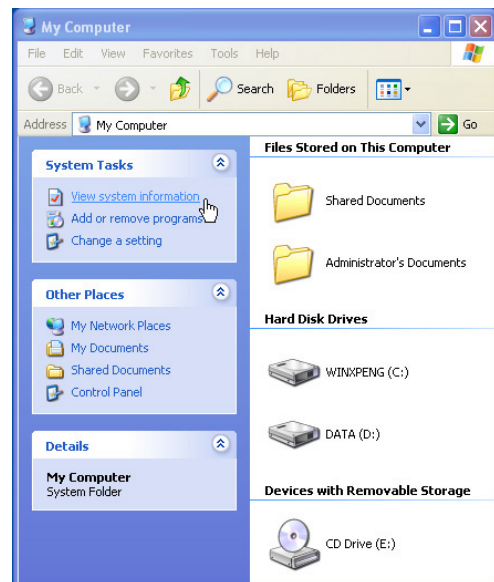 My Computer
File Edit View Favorites Tools Help
Back Search Folders
Address My Computer Go
System Tasks
View system information
Add or remove programs
Change a setting
Other Places
My Network Places
My Documents
Shared Documents
Control Panel
Details
My Computer
System Folder
Files Stored on This Computer
Shared Documents
Administrator's Documents
Hard Disk Drives
WINXPENG (C:)
DATA (D:)
Devices with Removable Storage
CD Drive (E:)